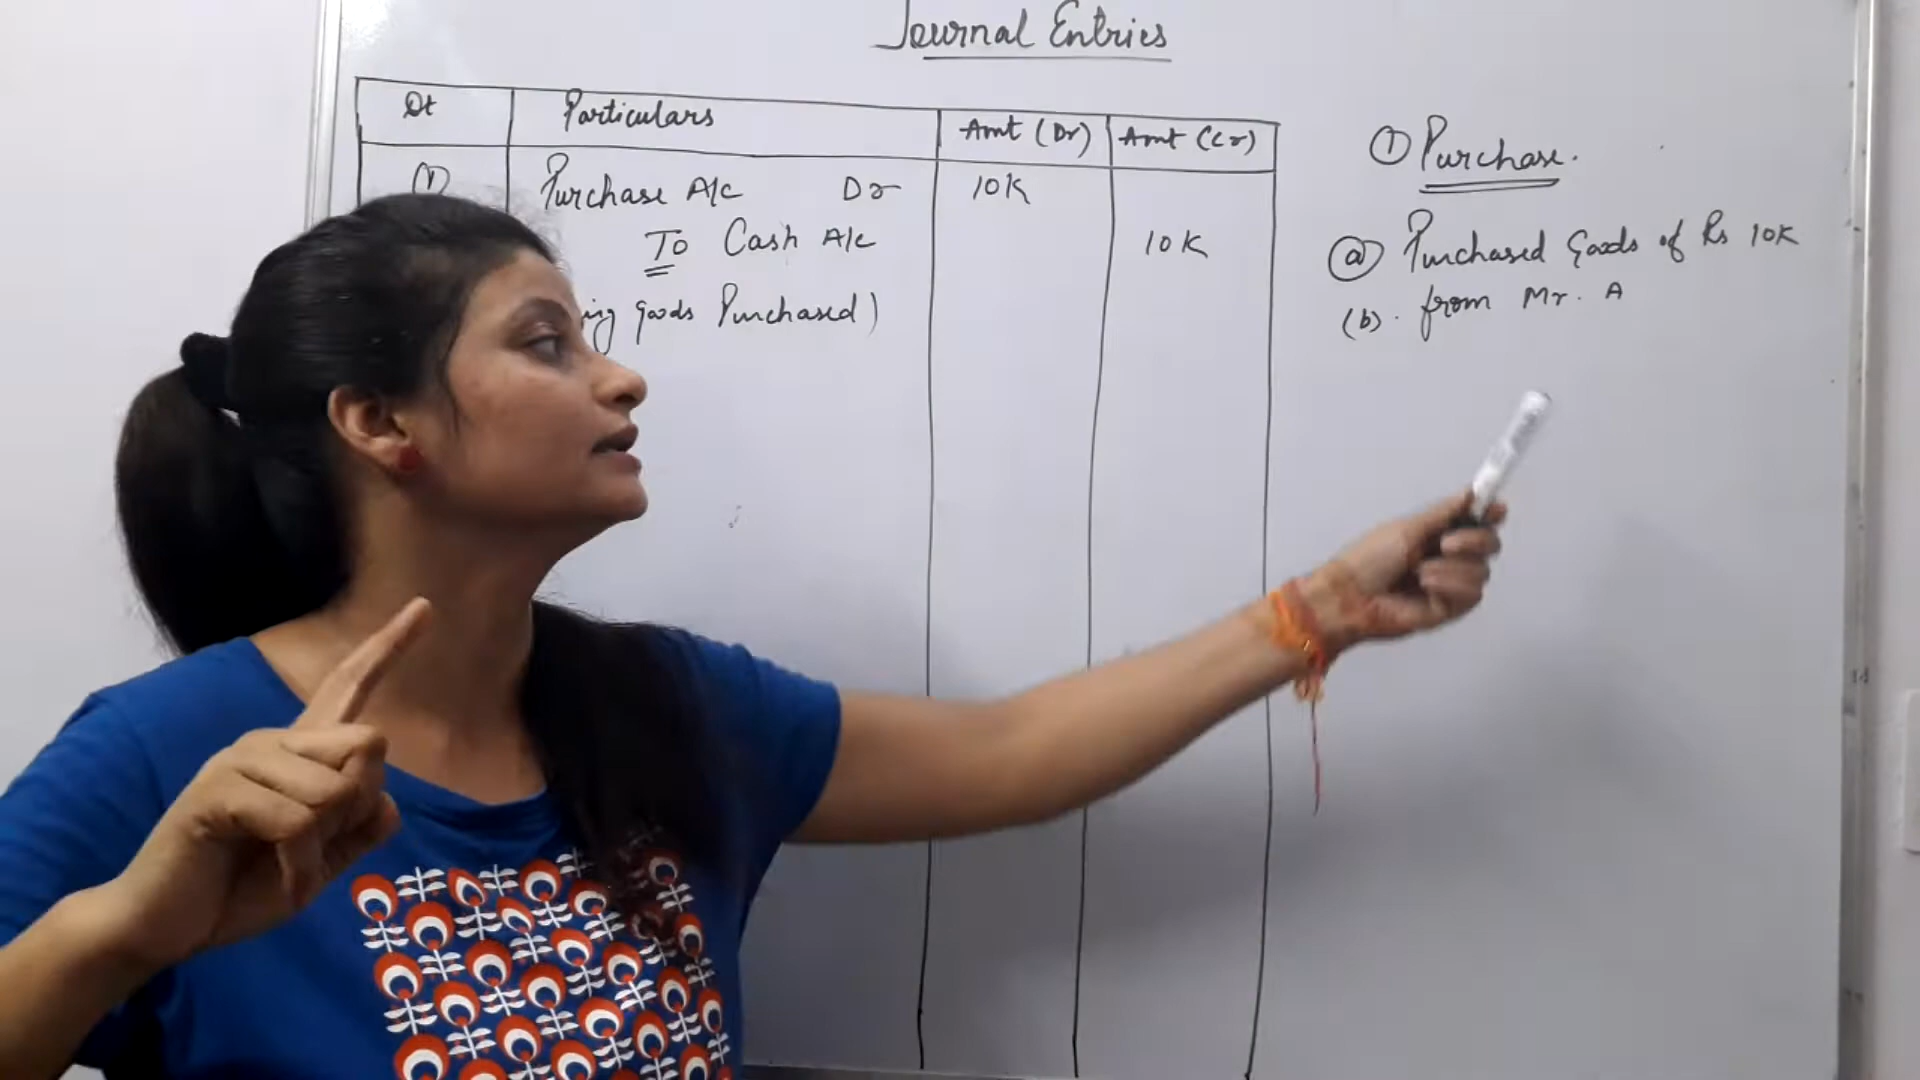 Journal Entries
Dt Particulars Amt (Dr) Amt (Cr)
① Purchase A/c Dr 10K
To Cash A/c 10K
ing goods Purchased)
① Purchase.
(a) Purchased Goods of Rs 10K
(b). from Mr. A